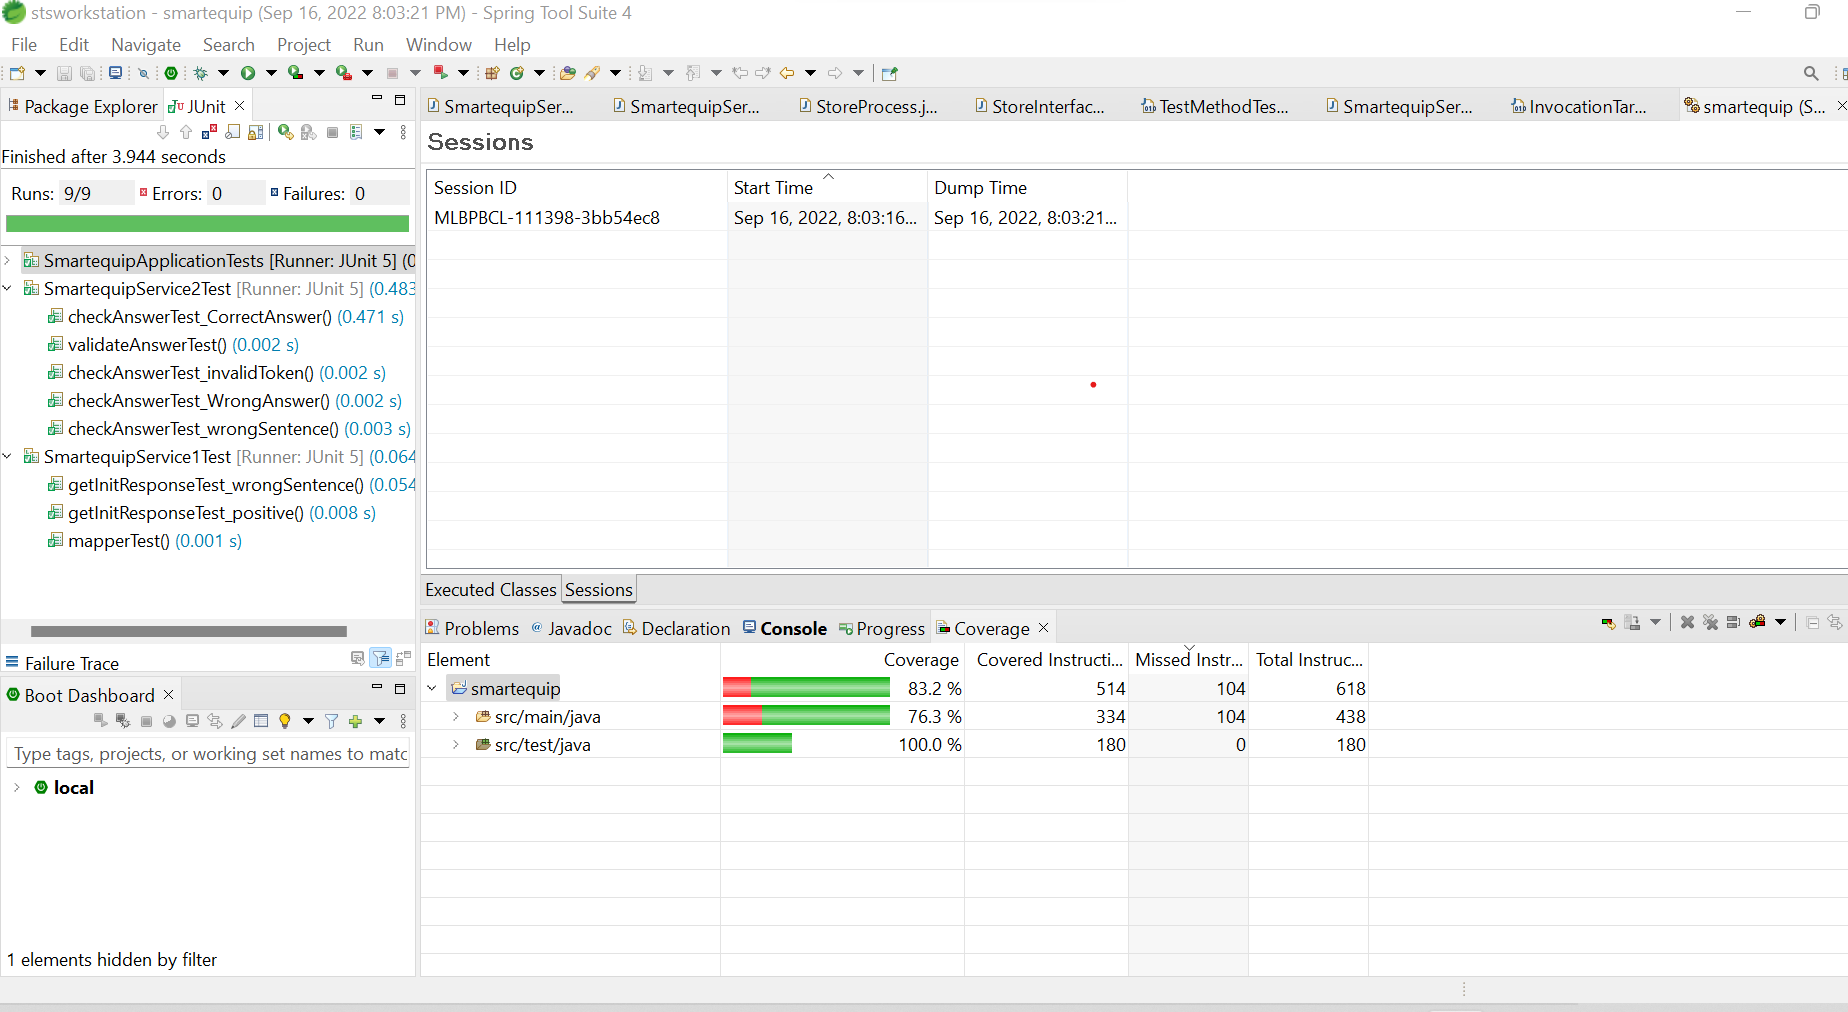 stsworkstation - smartequip (Sep 16, 2022 8:03:21 PM) - Spring Tool Suite 4
File Edit Navigate Search Project Run Window Help
Package Explorer JUnit
Finished after 3.944 seconds
Runs: 9/9 Errors: 0 Failures: 0
SmartequipApplicationTests [Runner: JUnit 5] (0
SmartequipService2Test [Runner: JUnit 5] (0.483
checkAnswerTest_CorrectAnswer() (0.471 s)
validateAnswerTest() (0.002 s)
checkAnswerTest_invalidToken() (0.002 s)
checkAnswerTest_WrongAnswer() (0.002 s)
checkAnswerTest_wrongSentence() (0.003 s)
SmartequipService1Test [Runner: JUnit 5] (0.064
getInitResponseTest_wrongSentence() (0.054
getInitResponseTest_positive() (0.008 s)
mapperTest() (0.001 s)
Failure Trace
Boot Dashboard
Type tags, projects, or working set names to matc
local
1 elements hidden by filter
SmartequipSer... SmartequipSer... StoreProcess.j... StoreInterfac... TestMethodTes... SmartequipSer... InvocationTar... smartequip (S...
Sessions
Session ID Start Time Dump Time
MLBPBCL-111398-3bb54ec8 Sep 16, 2022, 8:03:16... Sep 16, 2022, 8:03:21...
Executed Classes Sessions
Problems Javadoc Declaration Console Progress Coverage
Element Coverage Covered Instructi... Missed Instr... Total Instruc...
smartequip 83.2 % 514 104 618
src/main/java 76.3 % 334 104 438
src/test/java 100.0 % 180 0 180